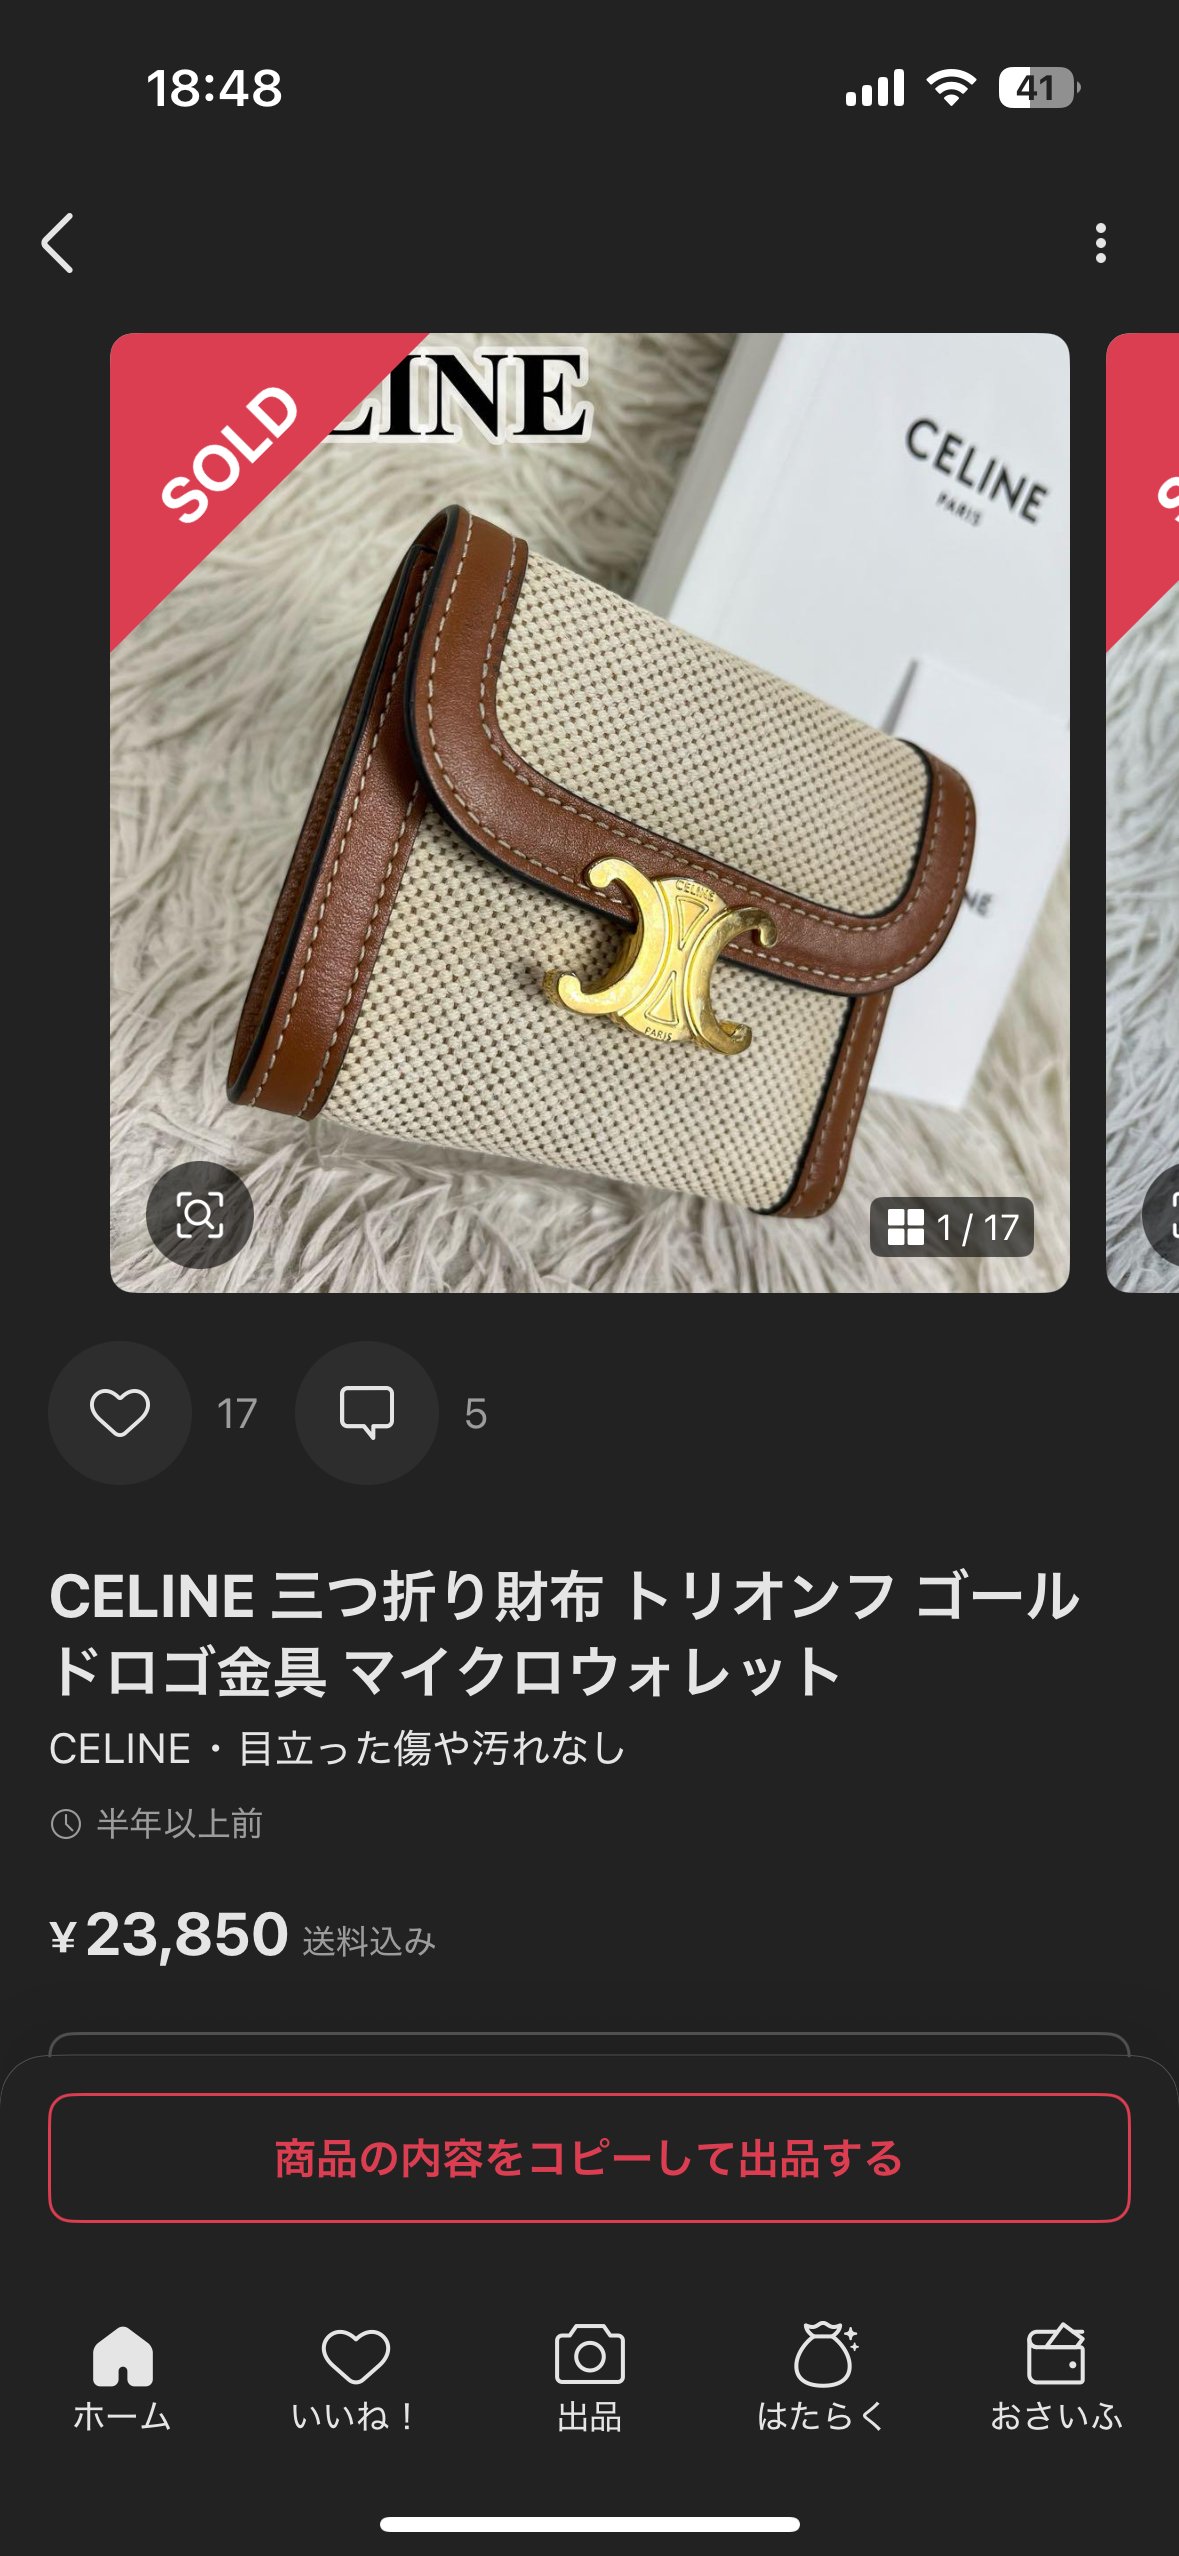 18:48
41
SOLD
LINE
CELINE
PARIS
CELINE
PARIS
1 / 17
17
5
CELINE 三つ折り財布 トリオンフ ゴール
ドロゴ金具 マイクロウォレット
CELINE・目立った傷や汚れなし
半年以上前
¥23,850 送料込み
商品の内容をコピーして出品する
ホーム
いいね！
出品
はたらく
おさいふ